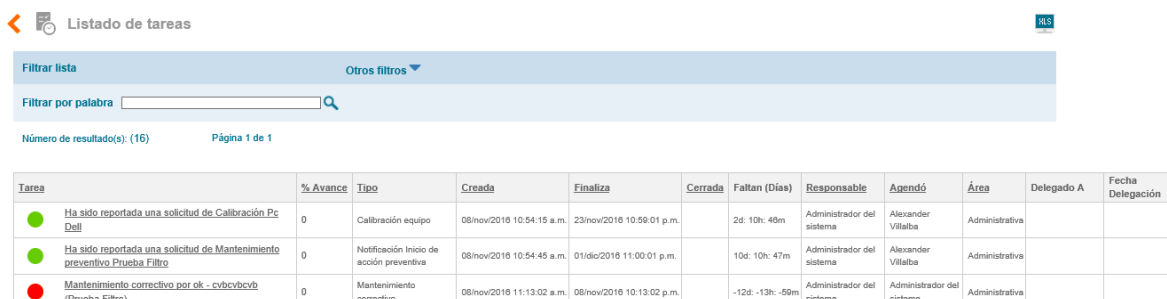 Listado de tareas
XLS
Filtrar lista Otros filtros
Filtrar por palabra
Número de resultado(s): (16) Página 1 de 1
Tarea % Avance Tipo Creada Finaliza Cerrada Faltan (Días) Responsable Agendó Área Delegado A Fecha Delegación
Ha sido reportada una solicitud de Calibración Pc
Dell
0
Calibración equipo
08/nov/2016 10:54:15 a.m.
23/nov/2016 10:59:01 p.m.
2d: 10h: 46m
Administrador del
sistema
Alexander
Villalba
Administrativa
Ha sido reportada una solicitud de Mantenimiento
preventivo Prueba Filtro
0
Notificación Inicio de
acción preventiva
08/nov/2016 10:54:45 a.m.
01/dic/2016 11:00:01 p.m.
10d: 10h: 47m
Administrador del
sistema
Alexander
Villalba
Administrativa
Mantenimiento correctivo por ok - cvbcvbcvb
(Prueba Filtro)
0
Mantenimiento
correctivo
08/nov/2016 11:13:02 a.m.
08/nov/2016 10:13:02 p.m.
-12d: -13h: -59m
Administrador del
sistema
Administrador del
sistema
Administrativa